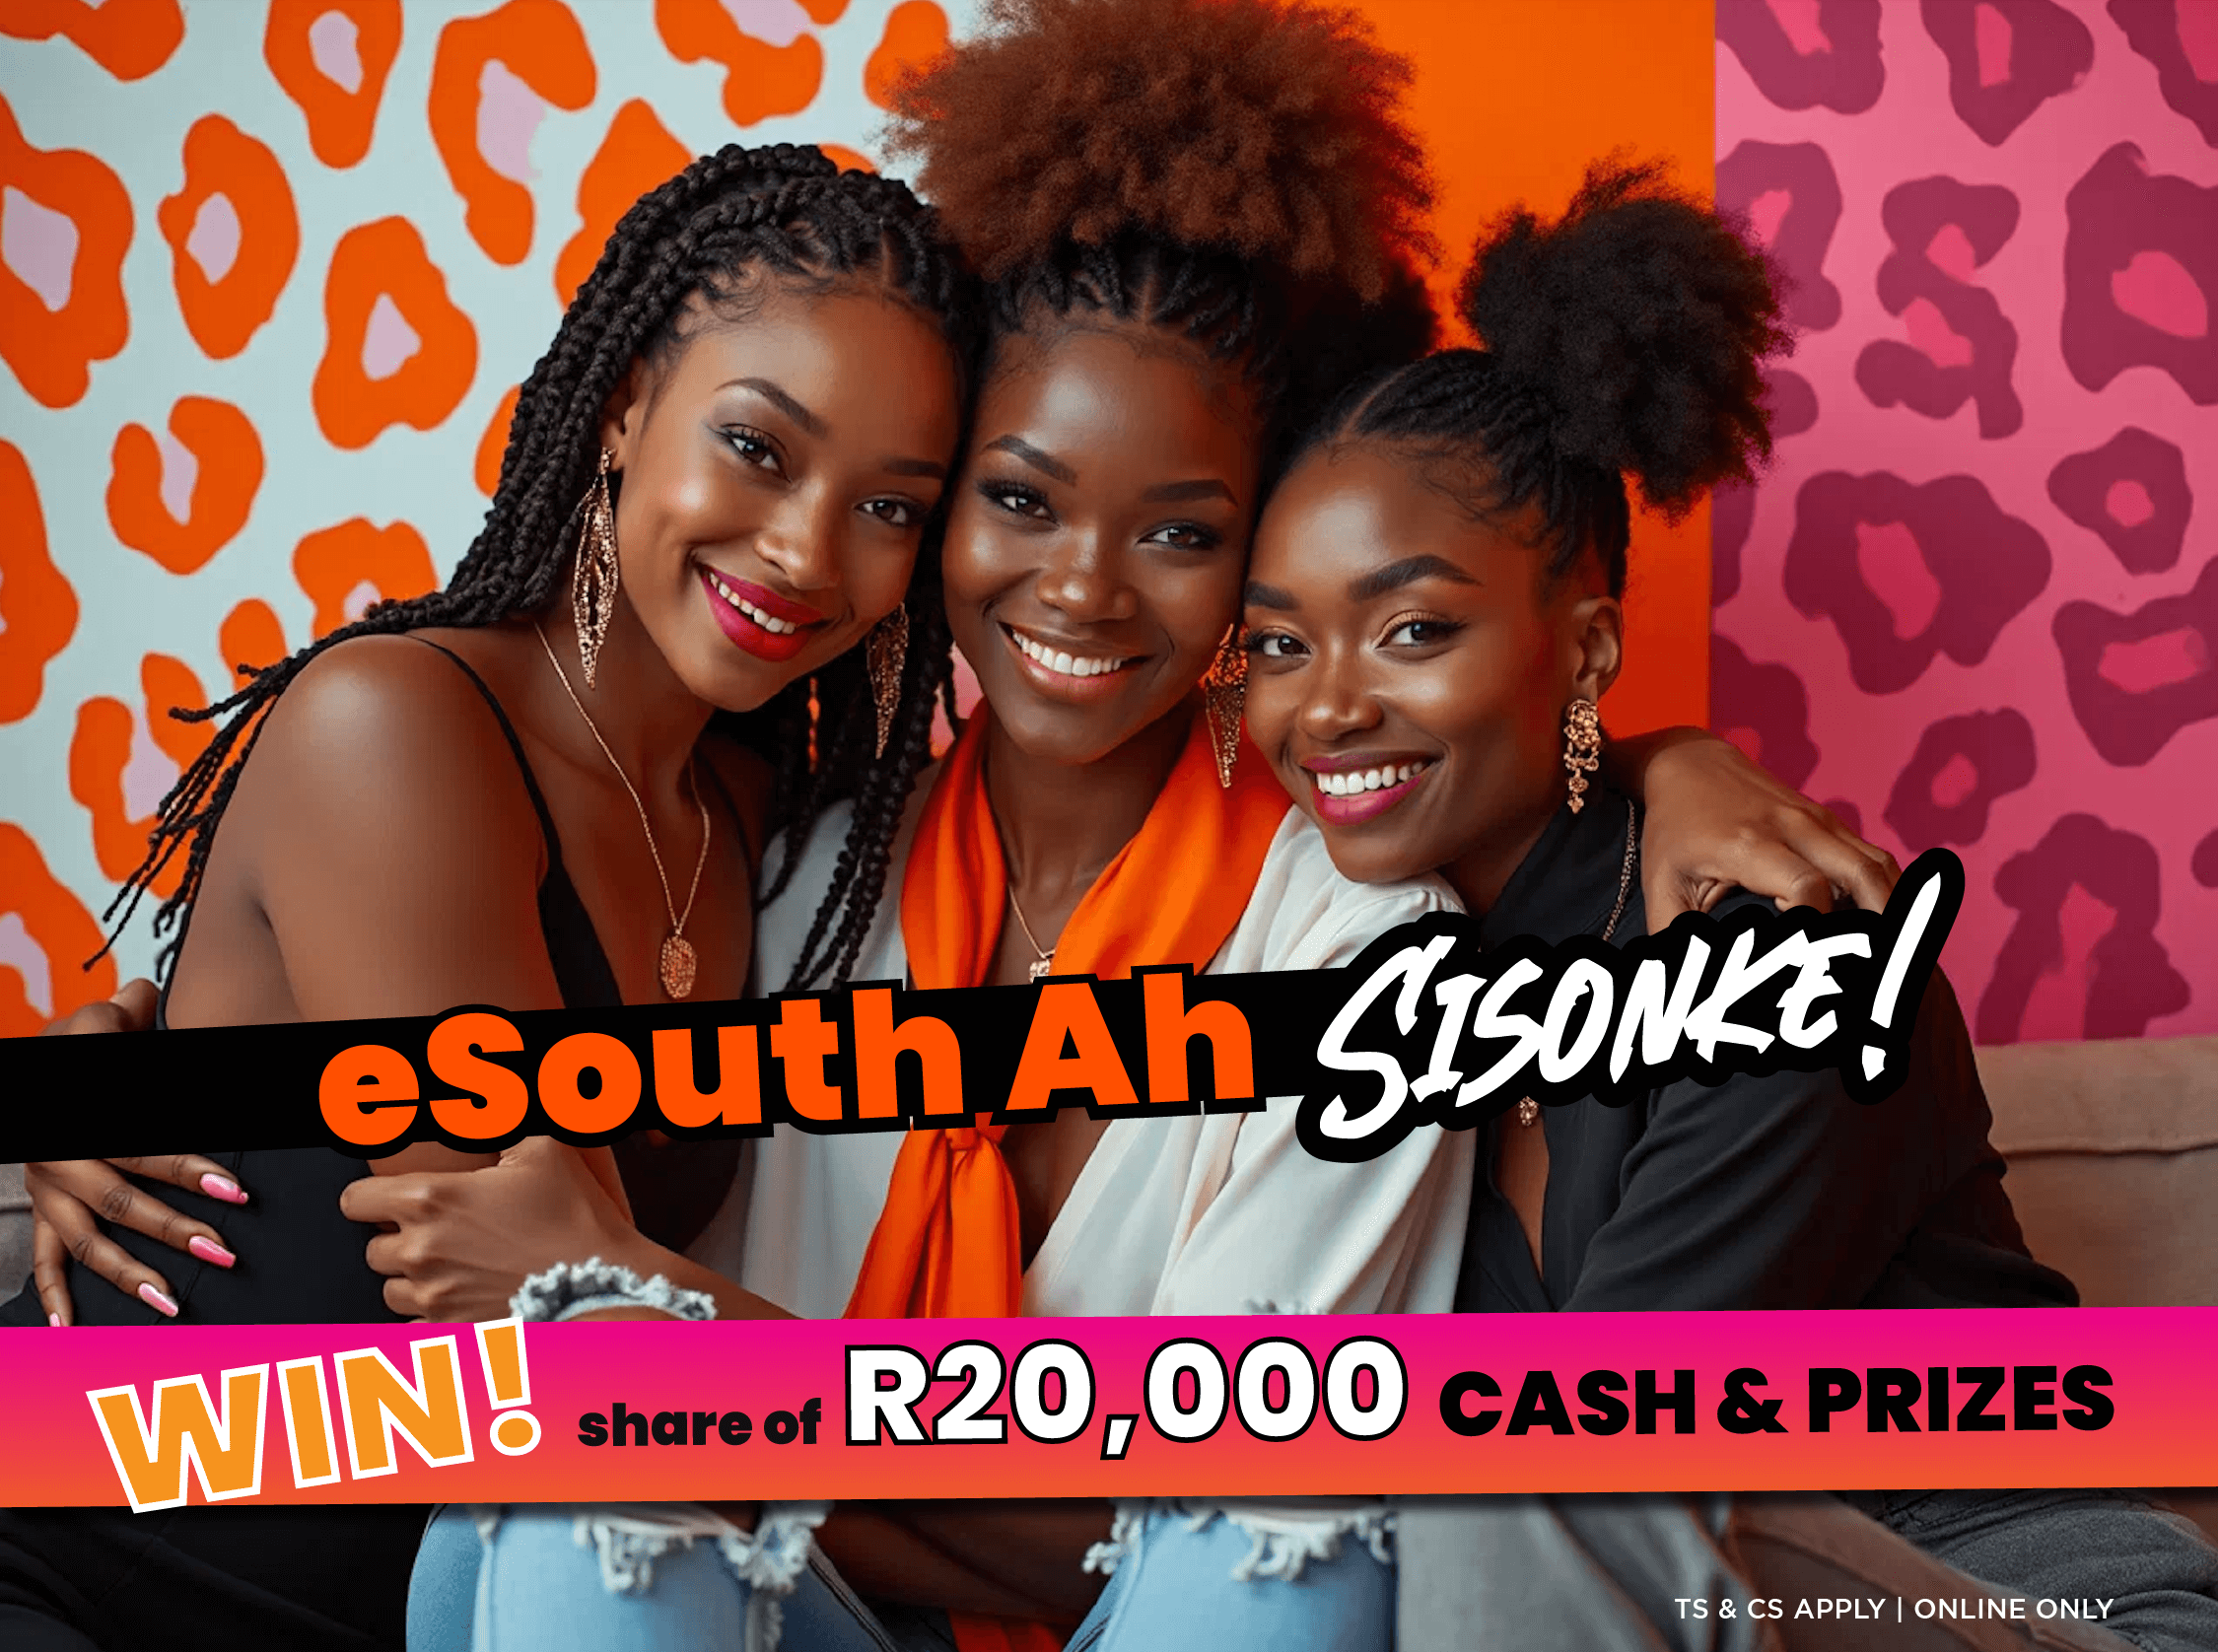 eSouth Ah SISONKE!
WIN! share of R20,000 CASH & PRIZES
TS & CS APPLY | ONLINE ONLY